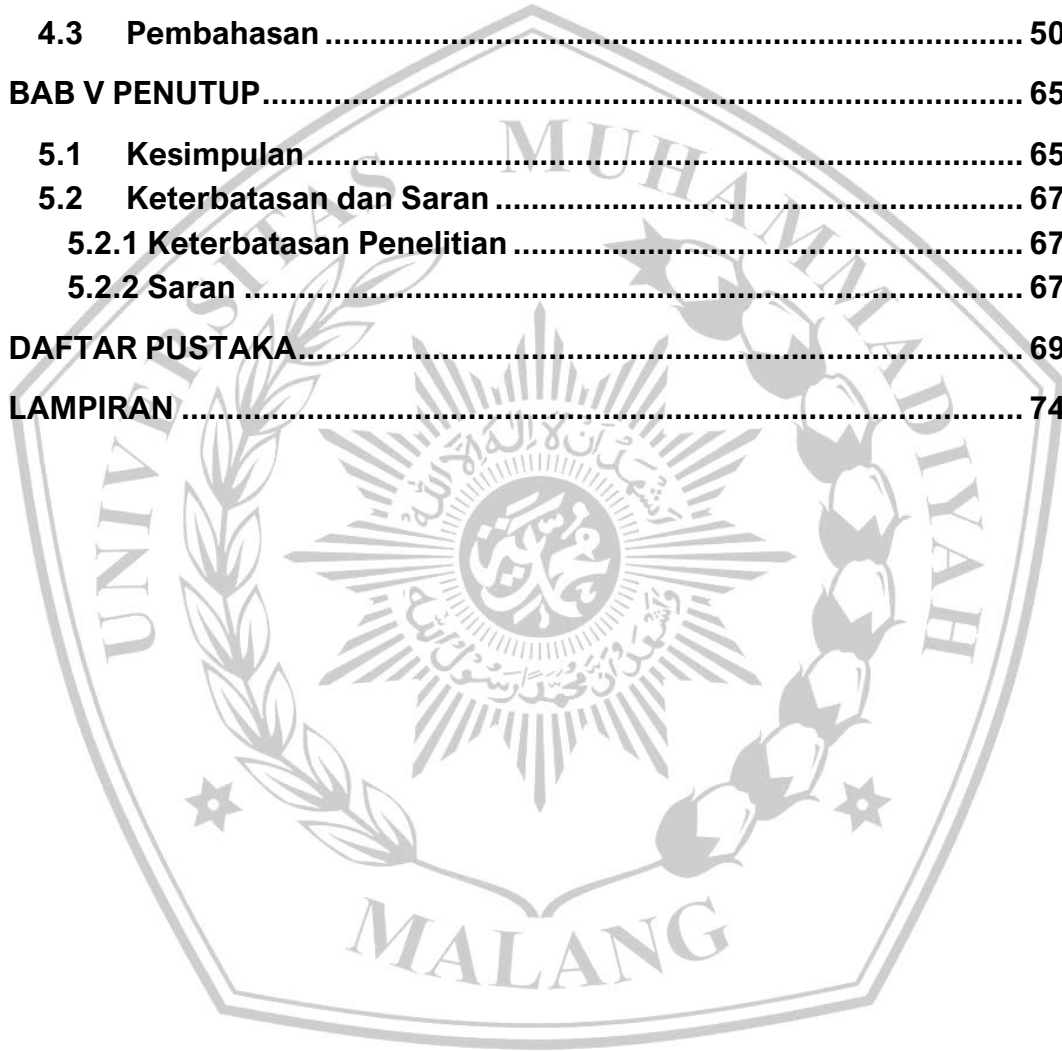 4.3 Pembahasan ............................................................................. 50
BAB V PENUTUP.................................................................................... 65
5.1 Kesimpulan............................................................................... 65
5.2 Keterbatasan dan Saran .......................................................... 67
5.2.1 Keterbatasan Penelitian ........................................................ 67
5.2.2 Saran ...................................................................................... 67
DAFTAR PUSTAKA................................................................................ 69
LAMPIRAN ............................................................................................. 74
UNIVERSITAS MUHAMMADIYAH
MALANG